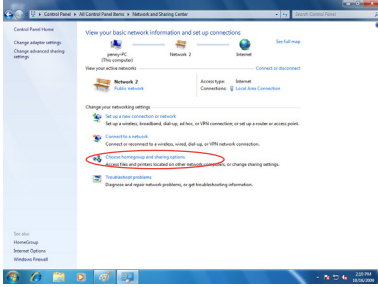 Control Panel ▸ All Control Panel Items ▸ Network and Sharing Center
Search Control Panel
Control Panel Home
Change adapter settings
Change advanced sharing
settings
View your basic network information and set up connections
See full map
penny-PC
(This computer)
Network 2
Internet
View your active networks
Connect or disconnect
Network 2
Public network
Access type: Internet
Connections: Local Area Connection
Change your networking settings
Set up a new connection or network
Set up a wireless, broadband, dial-up, ad hoc, or VPN connection; or set up a router or access point.
Connect to a network
Connect or reconnect to a wireless, wired, dial-up, or VPN network connection.
Choose homegroup and sharing options
Access files and printers located on other network computers, or change sharing settings.
Troubleshoot problems
Diagnose and repair network problems, or get troubleshooting information.
See also
HomeGroup
Internet Options
Windows Firewall
2:20 PM